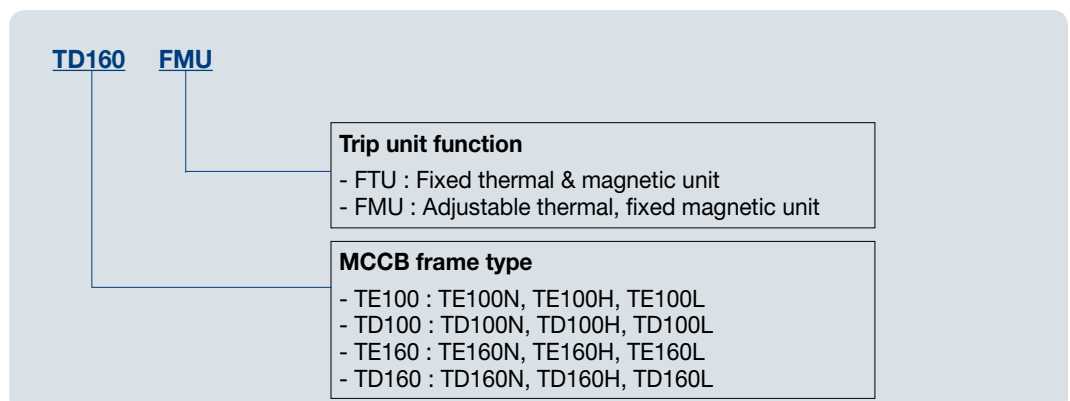 TD160 FMU
Trip unit function
- FTU : Fixed thermal & magnetic unit
- FMU : Adjustable thermal, fixed magnetic unit
MCCB frame type
- TE100 : TE100N, TE100H, TE100L
- TD100 : TD100N, TD100H, TD100L
- TE160 : TE160N, TE160H, TE160L
- TD160 : TD160N, TD160H, TD160L